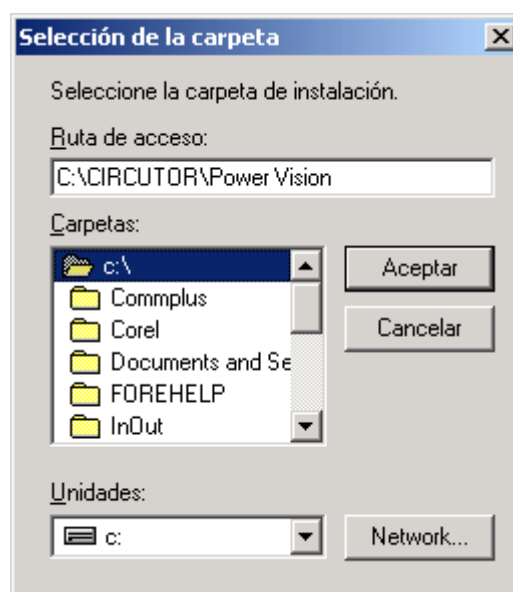 Selección de la carpeta
Seleccione la carpeta de instalación.
Ruta de acceso:
C:\CIRCUTOR\Power Vision
Carpetas:
c:\
Commplus
Corel
Documents and Se
FOREHELP
InOut
Aceptar
Cancelar
Unidades:
c:
Network...